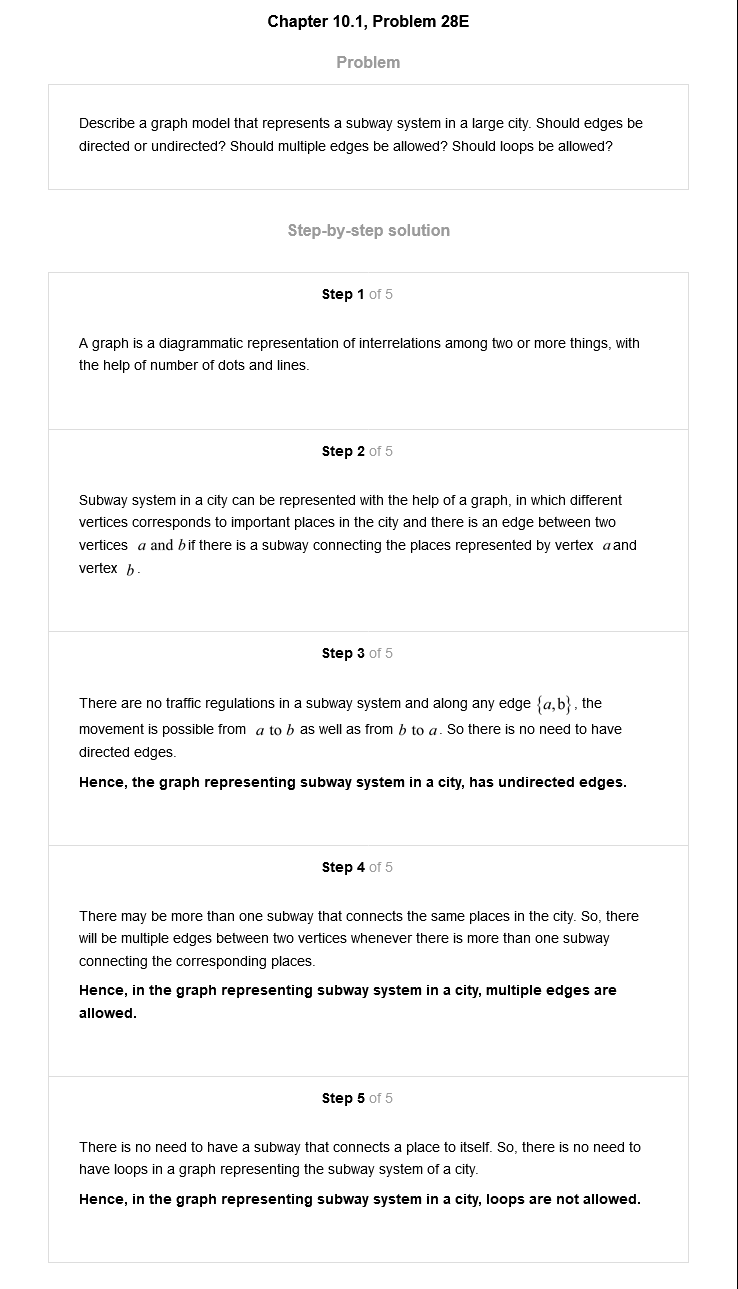 Chapter 10.1, Problem 28E
Problem
Describe a graph model that represents a subway system in a large city. Should edges be
directed or undirected? Should multiple edges be allowed? Should loops be allowed?
Step-by-step solution
Step 1 of 5
A graph is a diagrammatic representation of interrelations among two or more things, with
the help of number of dots and lines.
Step 2 of 5
Subway system in a city can be represented with the help of a graph, in which different
vertices corresponds to important places in the city and there is an edge between two
vertices a and b if there is a subway connecting the places represented by vertex a and
vertex b.
Step 3 of 5
There are no traffic regulations in a subway system and along any edge {a,b}, the
movement is possible from a to b as well as from b to a. So there is no need to have
directed edges.
Hence, the graph representing subway system in a city, has undirected edges.
Step 4 of 5
There may be more than one subway that connects the same places in the city. So, there
will be multiple edges between two vertices whenever there is more than one subway
connecting the corresponding places.
Hence, in the graph representing subway system in a city, multiple edges are
allowed.
Step 5 of 5
There is no need to have a subway that connects a place to itself. So, there is no need to
have loops in a graph representing the subway system of a city.
Hence, in the graph representing subway system in a city, loops are not allowed.